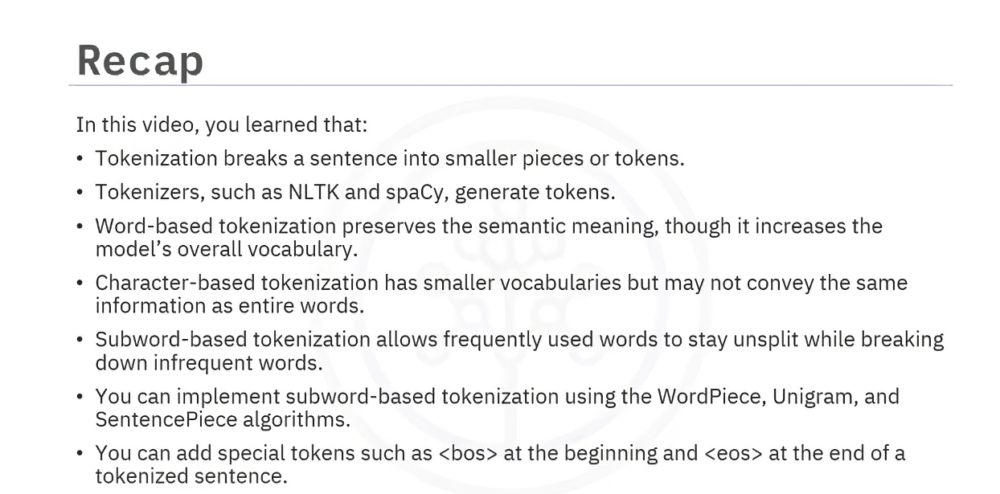 Recap
In this video, you learned that:
• Tokenization breaks a sentence into smaller pieces or tokens.
• Tokenizers, such as NLTK and spaCy, generate tokens.
• Word-based tokenization preserves the semantic meaning, though it increases the
model’s overall vocabulary.
• Character-based tokenization has smaller vocabularies but may not convey the same
information as entire words.
• Subword-based tokenization allows frequently used words to stay unsplit while breaking
down infrequent words.
• You can implement subword-based tokenization using the WordPiece, Unigram, and
SentencePiece algorithms.
• You can add special tokens such as <bos> at the beginning and <eos> at the end of a
tokenized sentence.